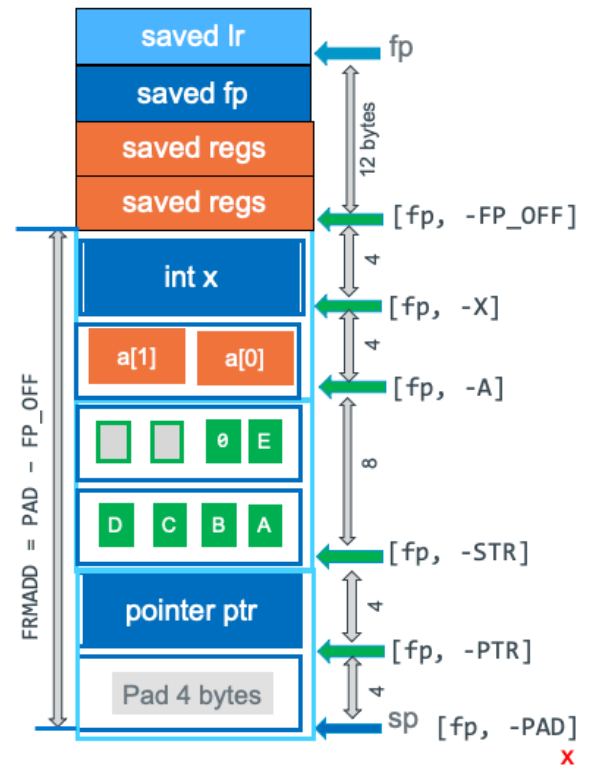 saved lr
fp
saved fp
12 bytes
saved regs
saved regs
[fp, -FP_OFF]
4
int x
[fp, -X]
4
a[1] a[0]
[fp, -A]
FRMADD = PAD - FP_OFF
0 E
8
D C B A
[fp, -STR]
4
pointer ptr
[fp, -PTR]
4
Pad 4 bytes
sp [fp, -PAD]
x